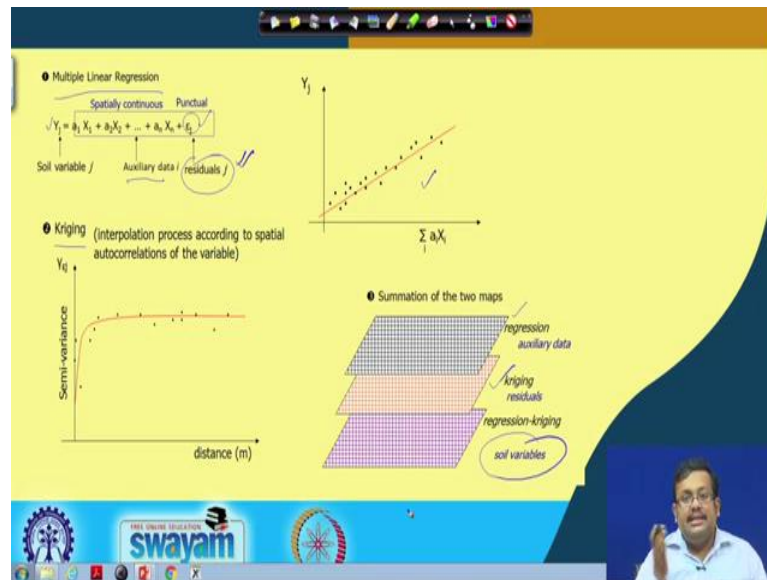 ❶ Multiple Linear Regression
Spatially continuous Punctual
Yj = a1 X1 + a2X2 + ... + an Xn + εj
Soil variable j
Auxiliary data i
residuals j
Yj
Σ aiXi
i
❷ Kriging (interpolation process according to spatial
autocorrelations of the variable)
Yεj
Semi-variance
distance (m)
❸ Summation of the two maps
regression
auxiliary data
kriging
residuals
regression-kriging
soil variables
FREE ONLINE EDUCATION
swayam